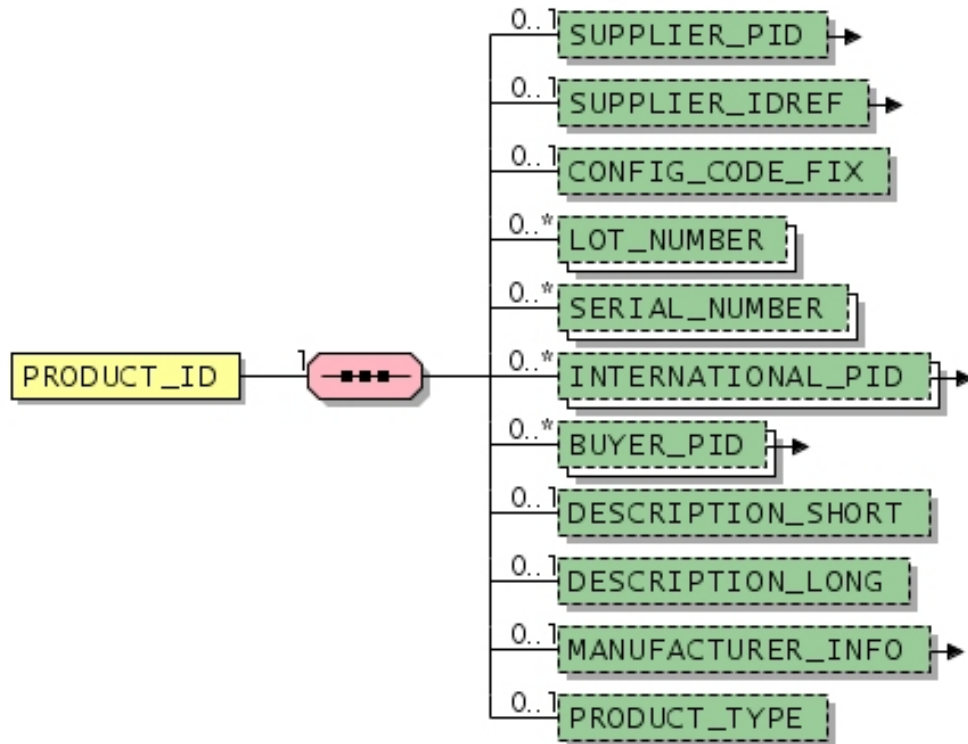 0..1 SUPPLIER_PID
0..1 SUPPLIER_IDREF
0..1 CONFIG_CODE_FIX
0..* LOT_NUMBER
0..* SERIAL_NUMBER
PRODUCT_ID 1 0..* INTERNATIONAL_PID
0..* BUYER_PID
0..1 DESCRIPTION_SHORT
0..1 DESCRIPTION_LONG
0..1 MANUFACTURER_INFO
0..1 PRODUCT_TYPE